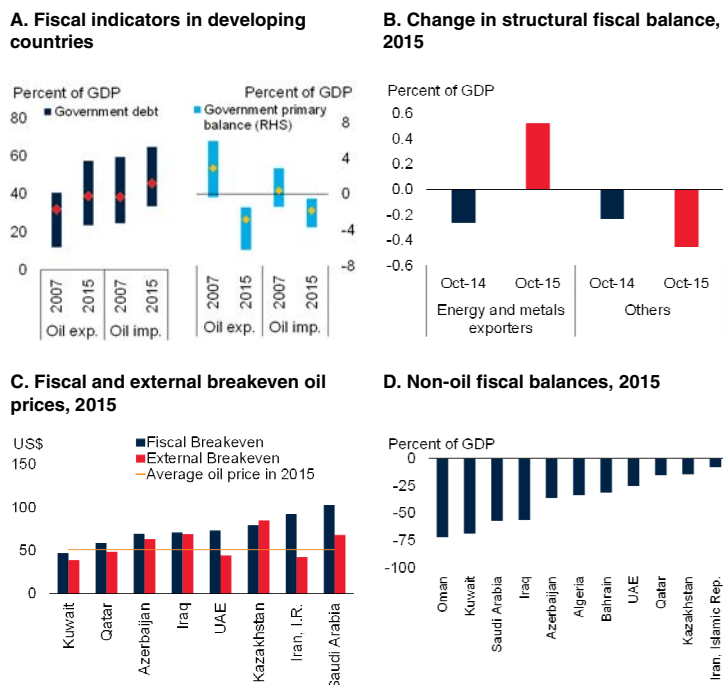 A. Fiscal indicators in developing
countries
Percent of GDP
Percent of GDP
Government debt
Government primary
balance (RHS)
80
60
40
20
0
8
4
0
-4
-8
2007
2015
2007
2015
Oil exp.
Oil imp.
2007
2015
2007
2015
Oil exp.
Oil imp.
B. Change in structural fiscal balance,
2015
Percent of GDP
0.6
0.4
0.2
0.0
-0.2
-0.4
-0.6
Oct-14
Oct-15
Oct-14
Oct-15
Energy and metals
exporters
Others
C. Fiscal and external breakeven oil
prices, 2015
US$
Fiscal Breakeven
External Breakeven
Average oil price in 2015
150
100
50
0
Kuwait
Qatar
Azerbaijan
Iraq
UAE
Kazakhstan
Iran, I.R.
Saudi Arabia
D. Non-oil fiscal balances, 2015
Percent of GDP
0
-25
-50
-75
-100
Oman
Kuwait
Saudi Arabia
Iraq
Azerbaijan
Algeria
Bahrain
UAE
Qatar
Kazakhstan
Iran, Islamic Rep.